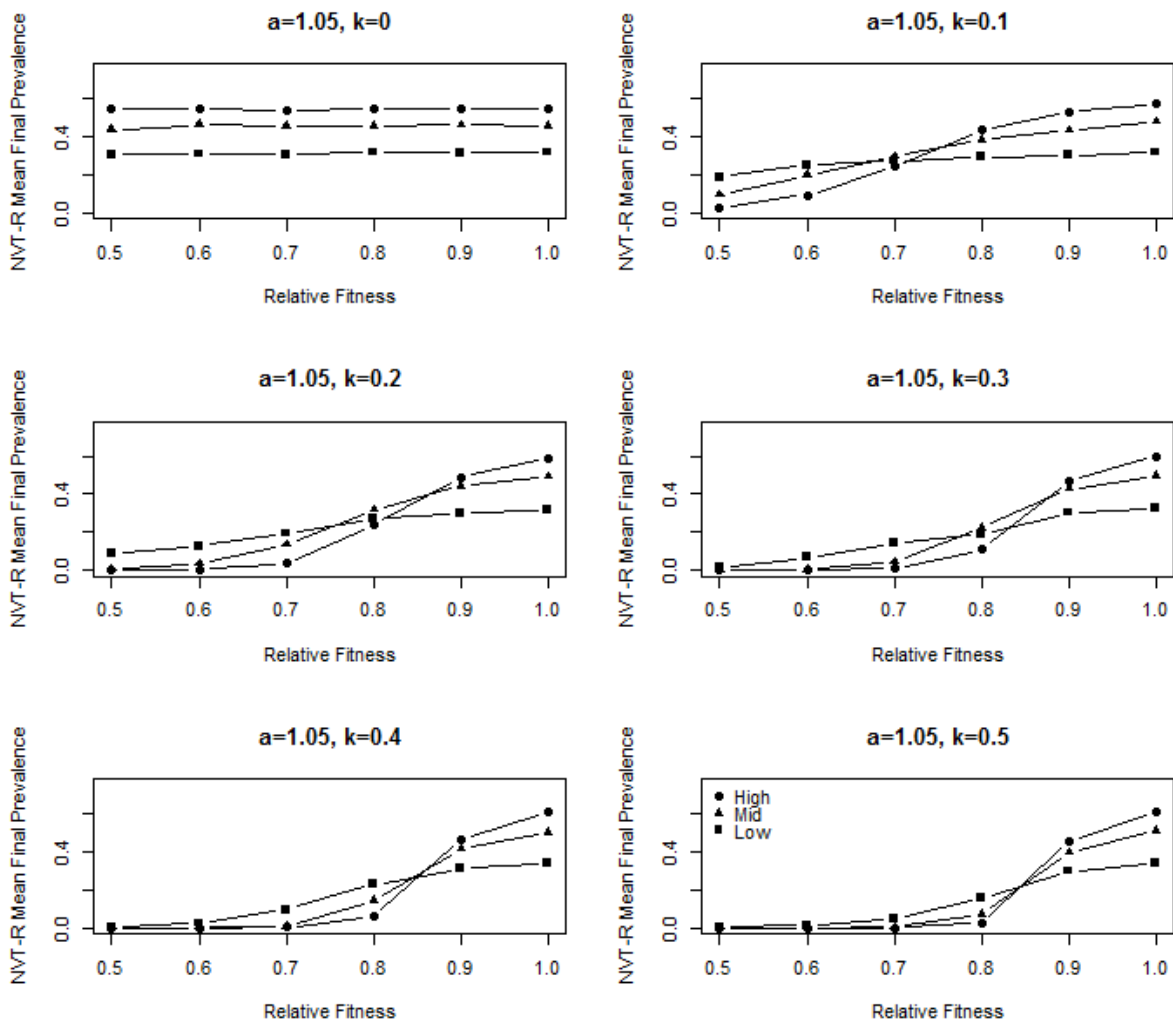 a=1.05, k=0
NVT-R Mean Final Prevalence
0.4
0.0
0.5 0.6 0.7 0.8 0.9 1.0
Relative Fitness
a=1.05, k=0.1
NVT-R Mean Final Prevalence
0.4
0.0
0.5 0.6 0.7 0.8 0.9 1.0
Relative Fitness
a=1.05, k=0.2
NVT-R Mean Final Prevalence
0.4
0.0
0.5 0.6 0.7 0.8 0.9 1.0
Relative Fitness
a=1.05, k=0.3
NVT-R Mean Final Prevalence
0.4
0.0
0.5 0.6 0.7 0.8 0.9 1.0
Relative Fitness
a=1.05, k=0.4
NVT-R Mean Final Prevalence
0.4
0.0
0.5 0.6 0.7 0.8 0.9 1.0
Relative Fitness
a=1.05, k=0.5
NVT-R Mean Final Prevalence
0.4
0.0
High
Mid
Low
0.5 0.6 0.7 0.8 0.9 1.0
Relative Fitness